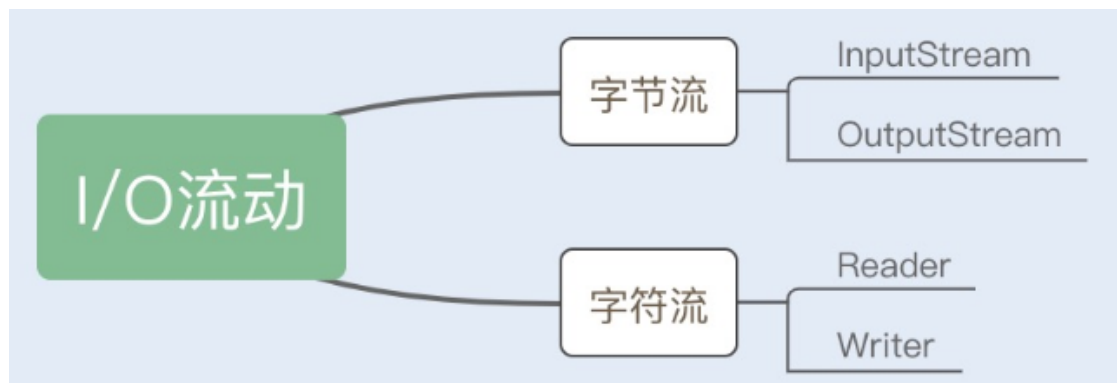 I/O流动
字节流
InputStream
OutputStream
字符流
Reader
Writer